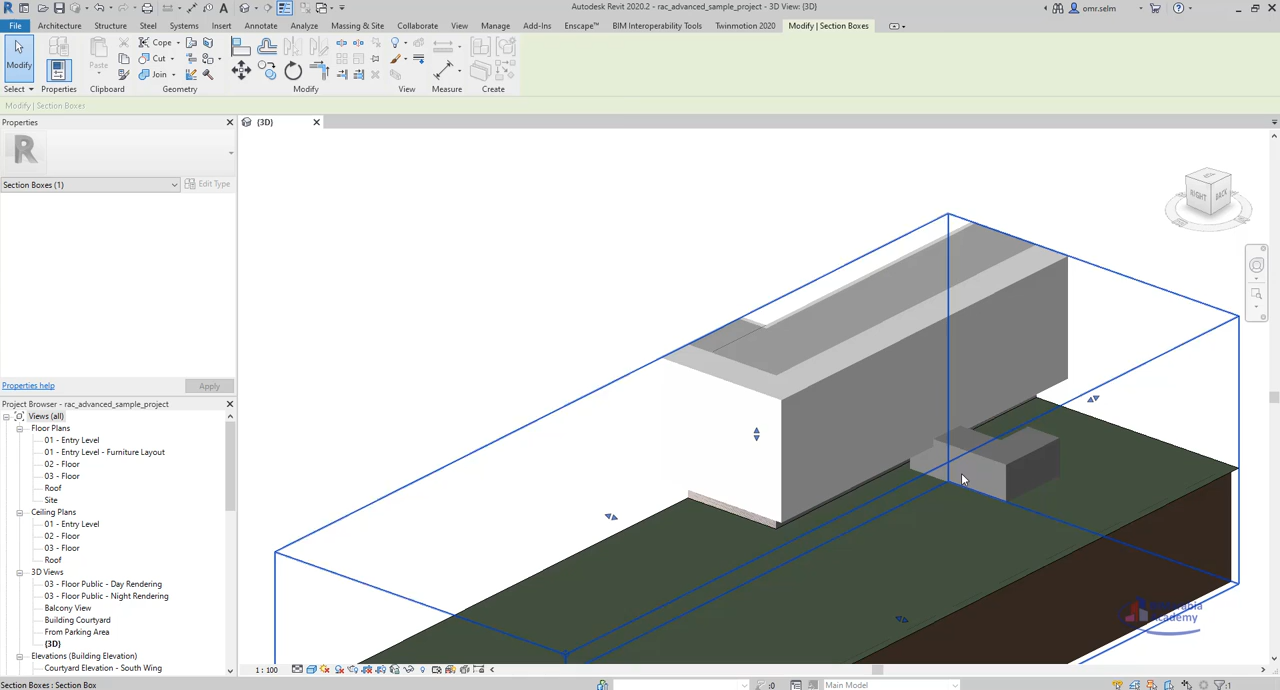 Autodesk Revit 2020.2 - rac_advanced_sample_project - 3D View: {3D}
omr.selm
File Architecture Structure Steel Systems Insert Annotate Analyze Massing & Site Collaborate View Manage Add-Ins Enscape™ BIM Interoperability Tools Twinmotion 2020 Modify | Section Boxes
Modify
Paste
Cope
Cut
Join
Select Properties Clipboard Geometry Modify View Measure Create
Modify | Section Boxes
Properties
{3D}
R
Section Boxes (1)
Edit Type
RIGHT
BACK
Properties help
Apply
Project Browser - rac_advanced_sample_project
Views (all)
Floor Plans
01 - Entry Level
01 - Entry Level - Furniture Layout
02 - Floor
03 - Floor
Roof
Site
Ceiling Plans
01 - Entry Level
02 - Floor
03 - Floor
Roof
3D Views
03 - Floor Public - Day Rendering
03 - Floor Public - Night Rendering
Balcony View
Building Courtyard
From Parking Area
{3D}
Elevations (Building Elevation)
Courtyard Elevation - South Wing
Academy
1 : 100
Section Boxes : Section Box
:0
Main Model
:1